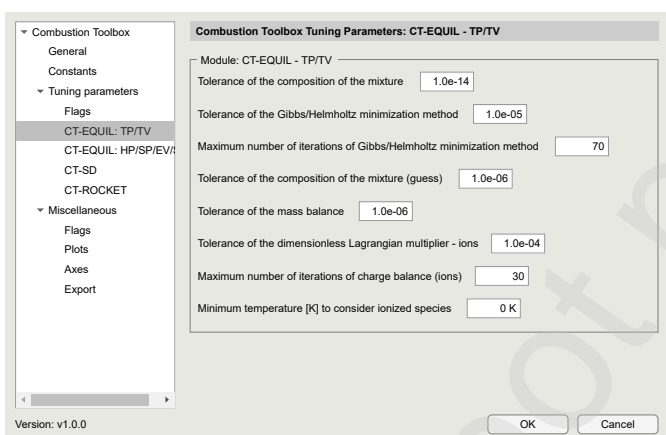 Combustion Toolbox
General
Constants
Tuning parameters
Flags
CT-EQUIL: TP/TV
CT-EQUIL: HP/SP/EV/
CT-SD
CT-ROCKET
Miscellaneous
Flags
Plots
Axes
Export
Version: v1.0.0
Combustion Toolbox Tuning Parameters: CT-EQUIL - TP/TV
Module: CT-EQUIL - TP/TV
Tolerance of the composition of the mixture 1.0e-14
Tolerance of the Gibbs/Helmholtz minimization method 1.0e-05
Maximum number of iterations of Gibbs/Helmholtz minimization method 70
Tolerance of the composition of the mixture (guess) 1.0e-06
Tolerance of the mass balance 1.0e-06
Tolerance of the dimensionless Lagrangian multiplier - ions 1.0e-04
Maximum number of iterations of charge balance (ions) 30
Minimum temperature [K] to consider ionized species 0 K
OK Cancel